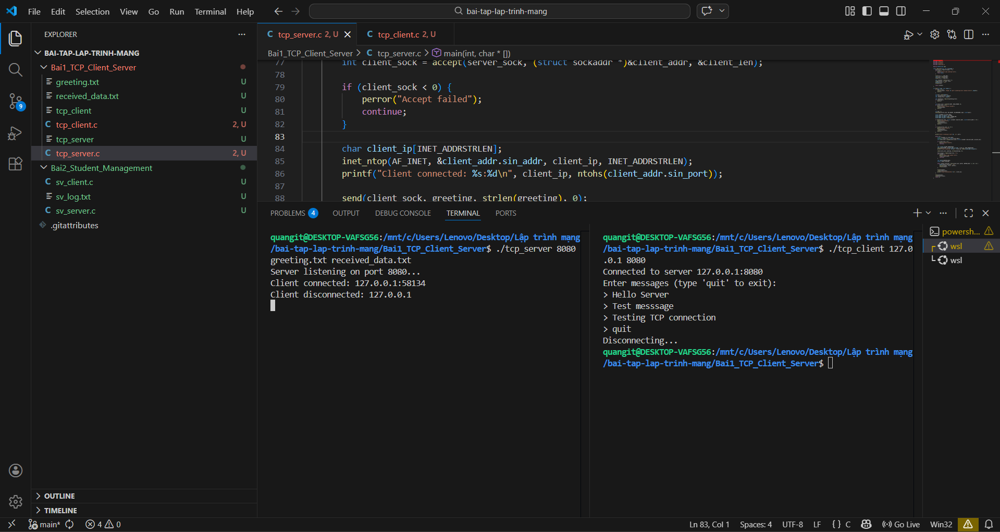 File Edit Selection View Go Run Terminal Help
bai-tap-lap-trinh-mang
EXPLORER
BAI-TAP-LAP-TRINH-MANG
Bai1_TCP_Client_Server
greeting.txt U
received_data.txt U
tcp_client U
tcp_client.c 2, U
tcp_server U
tcp_server.c 2, U
Bai2_Student_Management
sv_client.c U
sv_log.txt U
sv_server.c U
.gitattributes
OUTLINE
TIMELINE
9
C tcp_server.c 2, U
C tcp_client.c 2, U
Bai1_TCP_Client_Server > C tcp_server.c > main(int, char * [])
77 int client_sock = accept(server_sock, (struct sockaddr *)&client_addr, &client_len);
78
79 if (client_sock < 0) {
80 perror("Accept failed");
81 continue;
82 }
83
84 char client_ip[INET_ADDRSTRLEN];
85 inet_ntop(AF_INET, &client_addr.sin_addr, client_ip, INET_ADDRSTRLEN);
86 printf("Client connected: %s:%d\n", client_ip, ntohs(client_addr.sin_port));
87
88 send(client_sock, greeting, strlen(greeting), 0);
PROBLEMS 4 OUTPUT DEBUG CONSOLE TERMINAL PORTS
quangit@DESKTOP-VAFSG56:/mnt/c/Users/Lenovo/Desktop/Lập trình mạng
/bai-tap-lap-trinh-mang/Bai1_TCP_Client_Server$ ./tcp_server 8080
greeting.txt received_data.txt
Server listening on port 8080...
Client connected: 127.0.0.1:58134
Client disconnected: 127.0.0.1
quangit@DESKTOP-VAFSG56:/mnt/c/Users/Lenovo/Desktop/Lập trình mạng
/bai-tap-lap-trinh-mang/Bai1_TCP_Client_Server$ ./tcp_client 127.0
.0.1 8080
Connected to server 127.0.0.1:8080
Enter messages (type 'quit' to exit):
> Hello Server
> Test messsage
> Testing TCP connection
> quit
Disconnecting...
quangit@DESKTOP-VAFSG56:/mnt/c/Users/Lenovo/Desktop/Lập trình mạng
/bai-tap-lap-trinh-mang/Bai1_TCP_Client_Server$
powersh...
wsl
wsl
main* 4 0
Ln 83, Col 1 Spaces: 4 UTF-8 LF {} C Go Live Win32